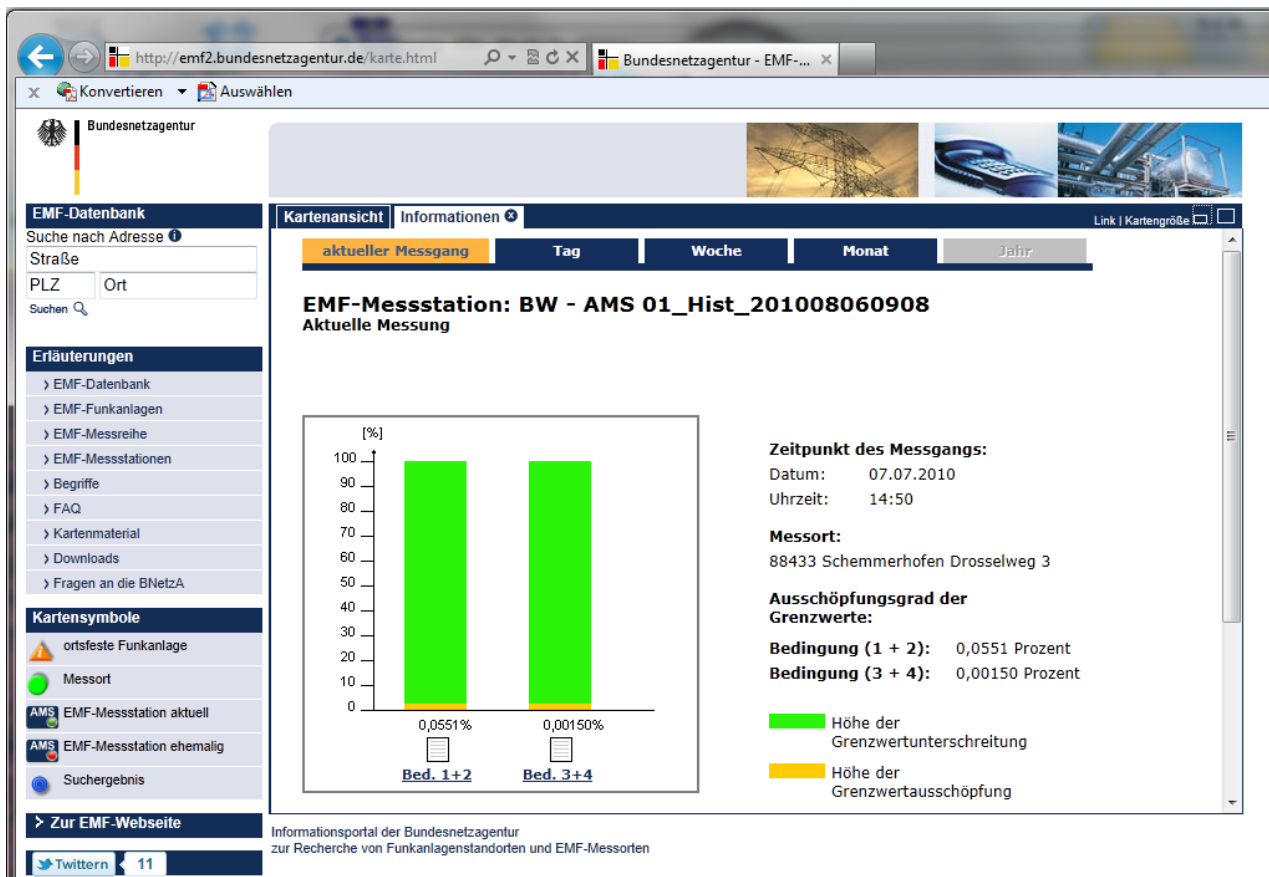 http://emf2.bundesnetzagentur.de/karte.html
Bundesnetzagentur - EMF-...
x Konvertieren Auswählen
Bundesnetzagentur
EMF-Datenbank
Suche nach Adresse
Straße
PLZ Ort
Suchen
Erläuterungen
EMF-Datenbank
EMF-Funkanlagen
EMF-Messreihe
EMF-Messstationen
Begriffe
FAQ
Kartenmaterial
Downloads
Fragen an die BNetzA
Kartensymbole
ortsfeste Funkanlage
Messort
AMS EMF-Messstation aktuell
AMS EMF-Messstation ehemalig
Suchergebnis
Zur EMF-Webseite
Twittern 11
Kartenansicht Informationen
Link | Kartengröße
aktueller Messgang Tag Woche Monat Jahr
EMF-Messstation: BW - AMS 01_Hist_201008060908
Aktuelle Messung
[%]
100
90
80
70
60
50
40
30
20
10
0
0,0551% 0,00150%
Bed. 1+2 Bed. 3+4
Zeitpunkt des Messgangs:
Datum: 07.07.2010
Uhrzeit: 14:50
Messort:
88433 Schemmerhofen Drosselweg 3
Ausschöpfungsgrad der
Grenzwerte:
Bedingung (1 + 2): 0,0551 Prozent
Bedingung (3 + 4): 0,00150 Prozent
Höhe der
Grenzwertunterschreitung
Höhe der
Grenzwertausschöpfung
Informationsportal der Bundesnetzagentur
zur Recherche von Funkanlagenstandorten und EMF-Messorten